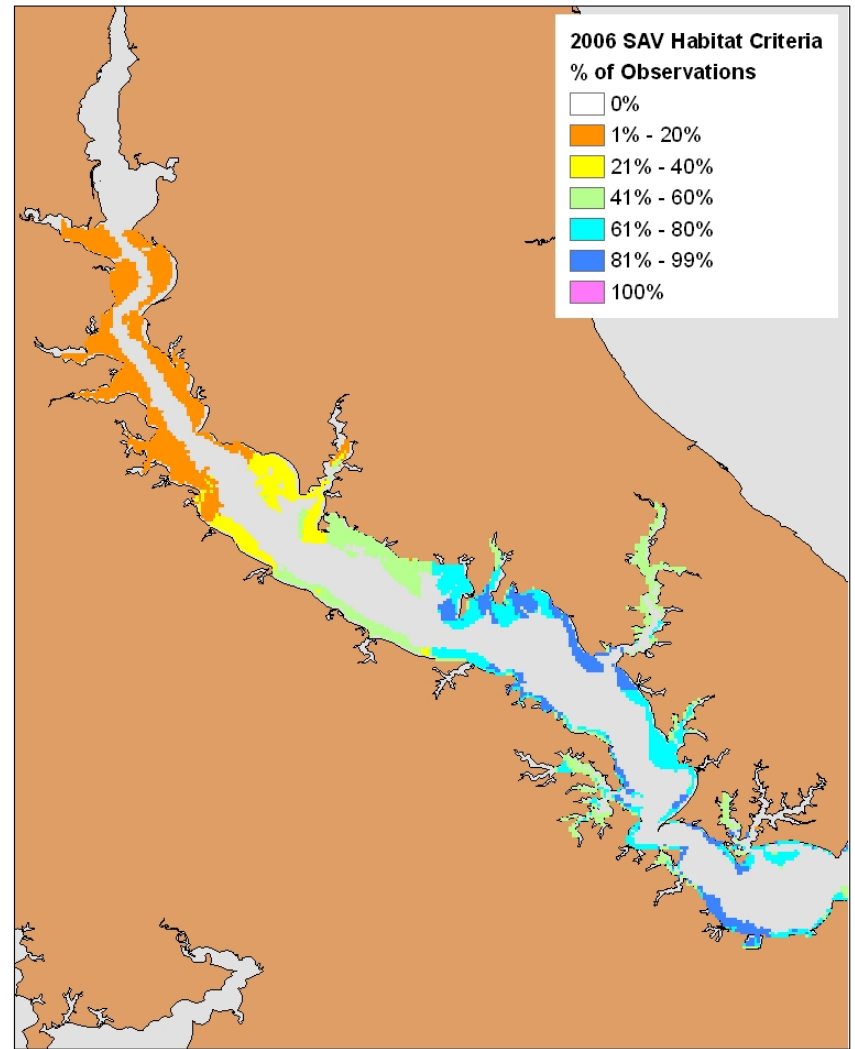 2006 SAV Habitat Criteria
% of Observations
0%
1% - 20%
21% - 40%
41% - 60%
61% - 80%
81% - 99%
100%